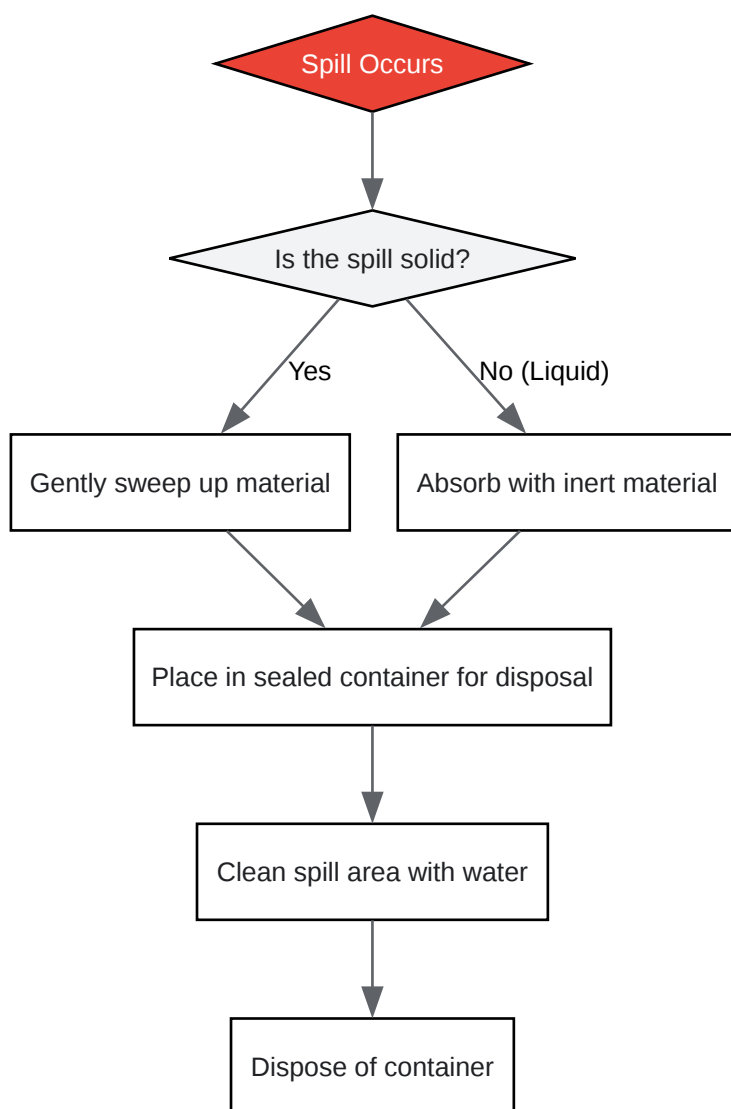 Spill Occurs
Is the spill solid?
Yes
No (Liquid)
Gently sweep up material
Absorb with inert material
Place in sealed container for disposal
Clean spill area with water
Dispose of container